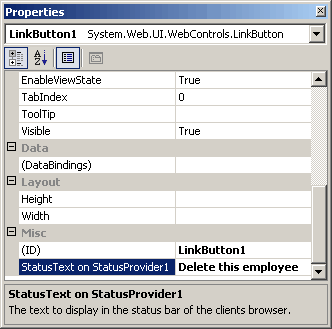 Properties
LinkButton1 System.Web.UI.WebControls.LinkButton
EnableViewState True
TabIndex 0
ToolTip
Visible True
Data
(DataBindings)
Layout
Height
Width
Misc
(ID) LinkButton1
StatusText on StatusProvider1 Delete this employee
StatusText on StatusProvider1
The text to display in the status bar of the clients browser.